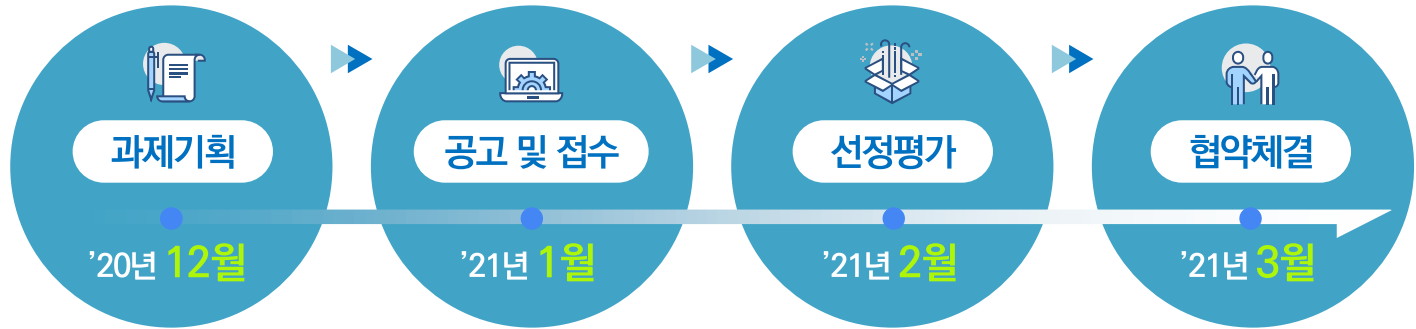 과제기획
공고 및 접수
선정평가
협약체결
’20년 12월
’21년 1월
’21년 2월
’21년 3월